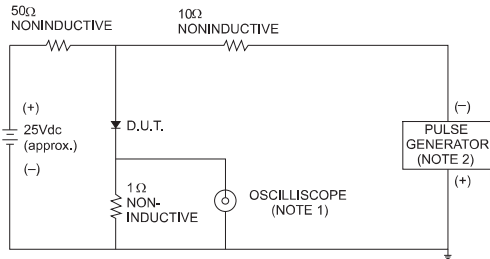 50Ω
NONINDUCTIVE
10Ω
NONINDUCTIVE
(+)
25Vdc
(approx.)
(–)
D.U.T.
1Ω
NON-
INDUCTIVE
OSCILLISCOPE
(NOTE 1)
(–)
PULSE
GENERATOR
(NOTE 2)
(+)